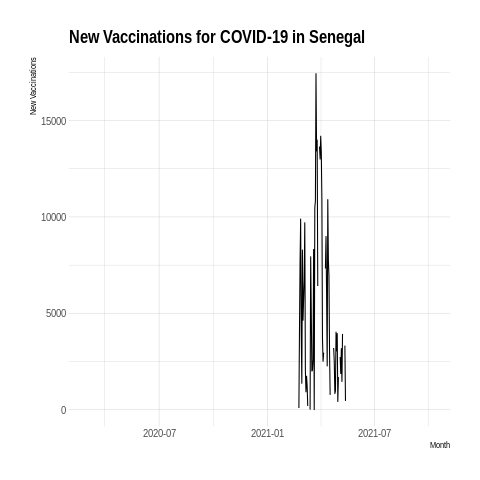 New Vaccinations for COVID-19 in Senegal
New Vaccinations
15000
10000
5000
0
2020-07 2021-01 2021-07
Month